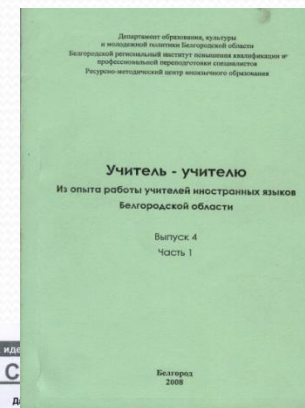 Департамент образования, культуры
и молодежной политики Белгородской области
Белгородский региональный институт повышения квалификации и
профессиональной переподготовки специалистов
Ресурсно-методический центр иноязычного образования
Учитель - учителю
Из опыта работы учителей иностранных языков
Белгородской области
Выпуск 4
Часть 1
Белгород
2008